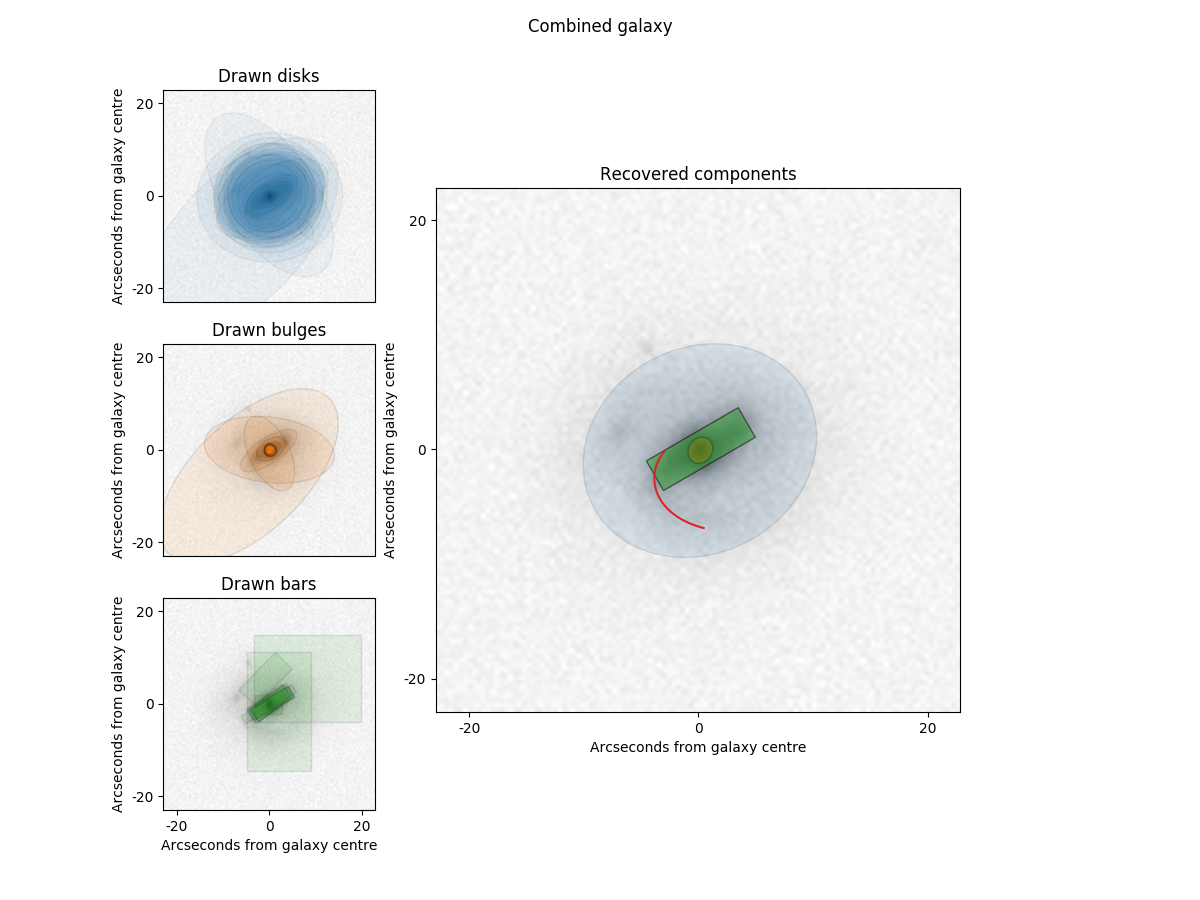 Combined galaxy
Drawn disks
Arcseconds from galaxy centre
20
0
-20
Drawn bulges
Arcseconds from galaxy centre
20
0
-20
Drawn bars
Arcseconds from galaxy centre
20
0
-20
-20 0 20
Arcseconds from galaxy centre
Recovered components
Arcseconds from galaxy centre
20
0
-20
-20 0 20
Arcseconds from galaxy centre